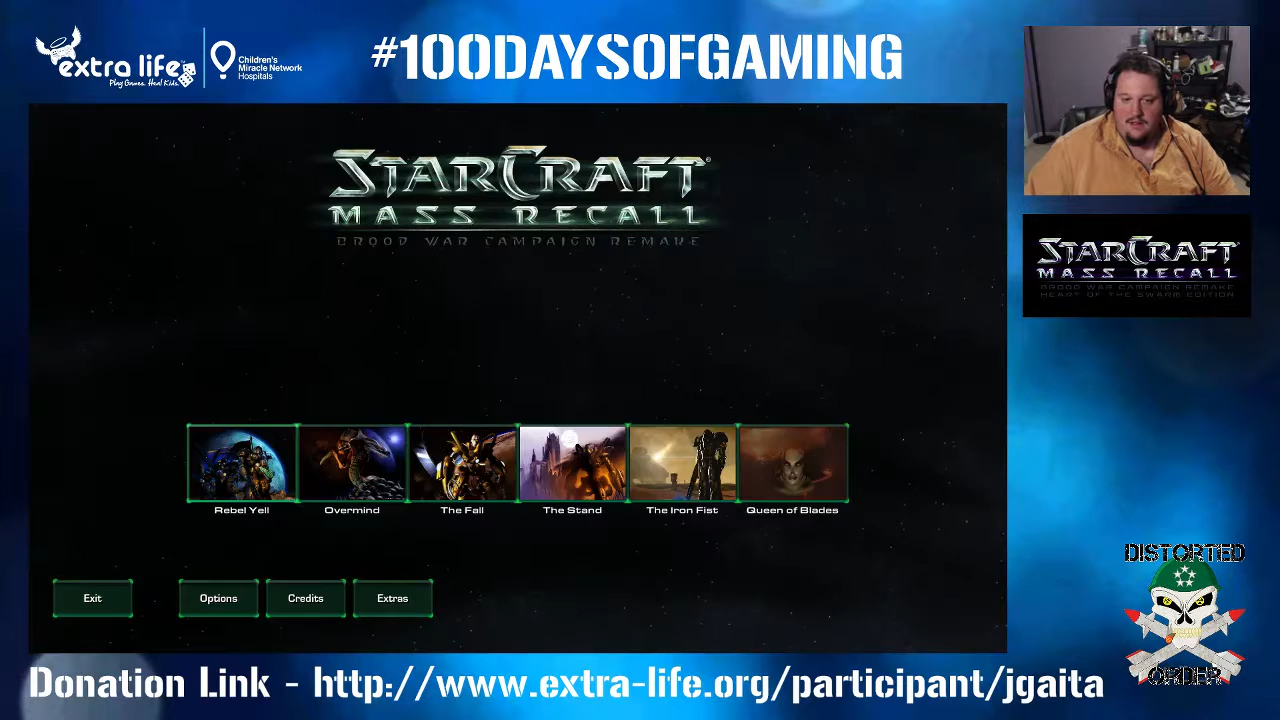 extra life
Play Games. Heal Kids.
Children's
Miracle Network
Hospitals
#100DAYSOFGAMING
STARCRAFT
MASS RECALL
BROOD WAR CAMPAIGN REMAKE
STARCRAFT
MASS RECALL
BROOD WAR CAMPAIGN REMAKE
HEART OF THE SWARM EDITION
Rebel Yell
Overmind
The Fall
The Stand
The Iron Fist
Queen of Blades
Exit
Options
Credits
Extras
DISTORTED
ORDER
Donation Link - http://www.extra-life.org/participant/jgaita